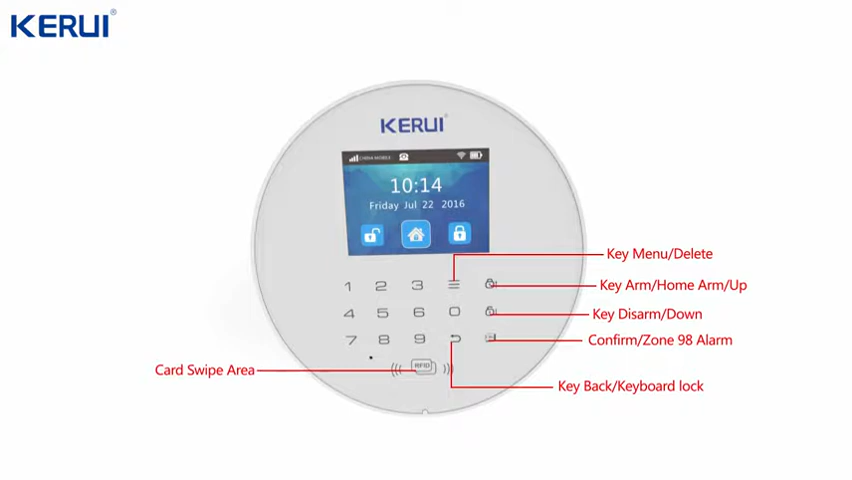 KERUI®
KERUI
CHINA MOBILE
10:14
Friday Jul 22 2016
Key Menu/Delete
1 2 3
Key Arm/Home Arm/Up
4 5 6 0
Key Disarm/Down
7 8 9
Confirm/Zone 98 Alarm
Card Swipe Area
RFID
Key Back/Keyboard lock